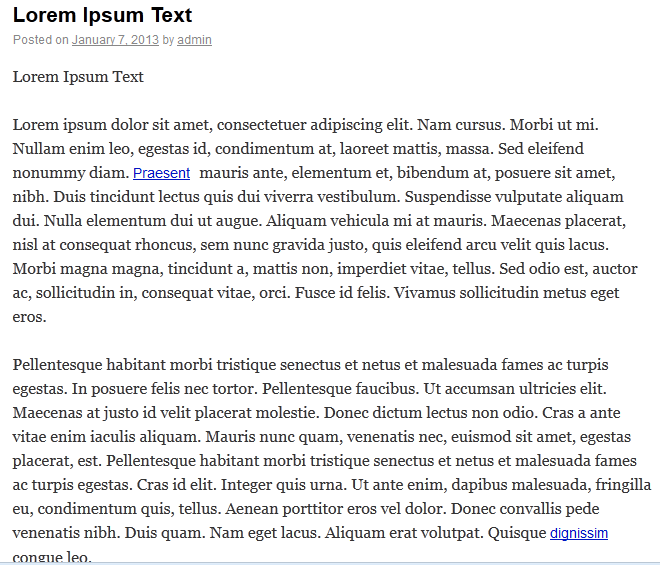 Lorem Ipsum Text
Posted on January 7, 2013 by admin
Lorem Ipsum Text
Lorem ipsum dolor sit amet, consectetuer adipiscing elit. Nam cursus. Morbi ut mi.
Nullam enim leo, egestas id, condimentum at, laoreet mattis, massa. Sed eleifend
nonummy diam. Praesent mauris ante, elementum et, bibendum at, posuere sit amet,
nibh. Duis tincidunt lectus quis dui viverra vestibulum. Suspendisse vulputate aliquam
dui. Nulla elementum dui ut augue. Aliquam vehicula mi at mauris. Maecenas placerat,
nisl at consequat rhoncus, sem nunc gravida justo, quis eleifend arcu velit quis lacus.
Morbi magna magna, tincidunt a, mattis non, imperdiet vitae, tellus. Sed odio est, auctor
ac, sollicitudin in, consequat vitae, orci. Fusce id felis. Vivamus sollicitudin metus eget
eros.
Pellentesque habitant morbi tristique senectus et netus et malesuada fames ac turpis
egestas. In posuere felis nec tortor. Pellentesque faucibus. Ut accumsan ultricies elit.
Maecenas at justo id velit placerat molestie. Donec dictum lectus non odio. Cras a ante
vitae enim iaculis aliquam. Mauris nunc quam, venenatis nec, euismod sit amet, egestas
placerat, est. Pellentesque habitant morbi tristique senectus et netus et malesuada fames
ac turpis egestas. Cras id elit. Integer quis urna. Ut ante enim, dapibus malesuada, fringilla
eu, condimentum quis, tellus. Aenean porttitor eros vel dolor. Donec convallis pede
venenatis nibh. Duis quam. Nam eget lacus. Aliquam erat volutpat. Quisque dignissim
congue leo.